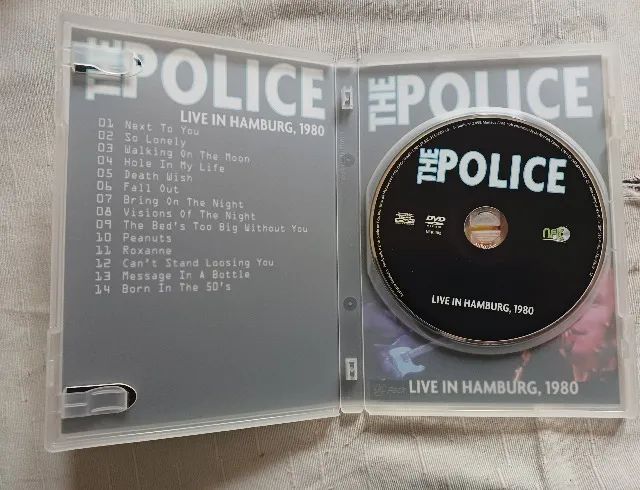 THE POLICE
LIVE IN HAMBURG, 1980
01 Next To You
02 So Lonely
03 Walking On The Moon
04 Hole In My Life
05 Death Wish
06 Fall Out
07 Bring On The Night
08 Visions Of The Night
09 The Bed's Too Big Without You
10 Peanuts
11 Roxanne
12 Can't Stand Loosing You
13 Message In A Bottle
14 Born In The 50's
THE POLICE
THE POLICE
DVD
LIVE IN HAMBURG, 1980
LIVE IN HAMBURG, 1980